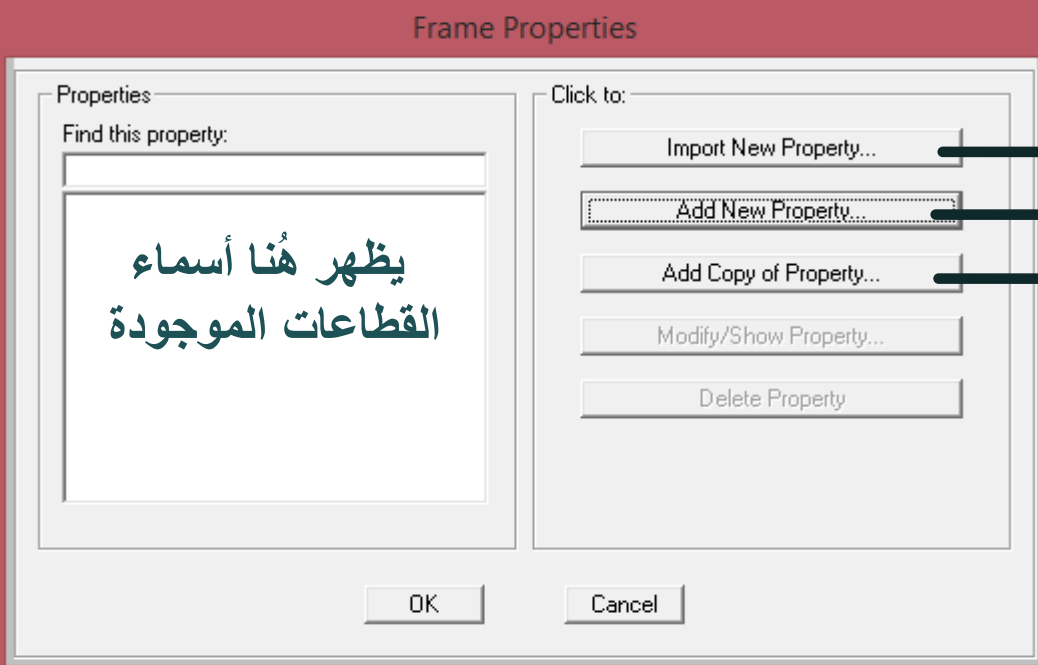 Frame Properties
Properties
Find this property:
يظهر هُنا أسماء
القطاعات الموجودة
Click to:
Import New Property...
Add New Property...
Add Copy of Property...
Modify/Show Property...
Delete Property
OK
Cancel